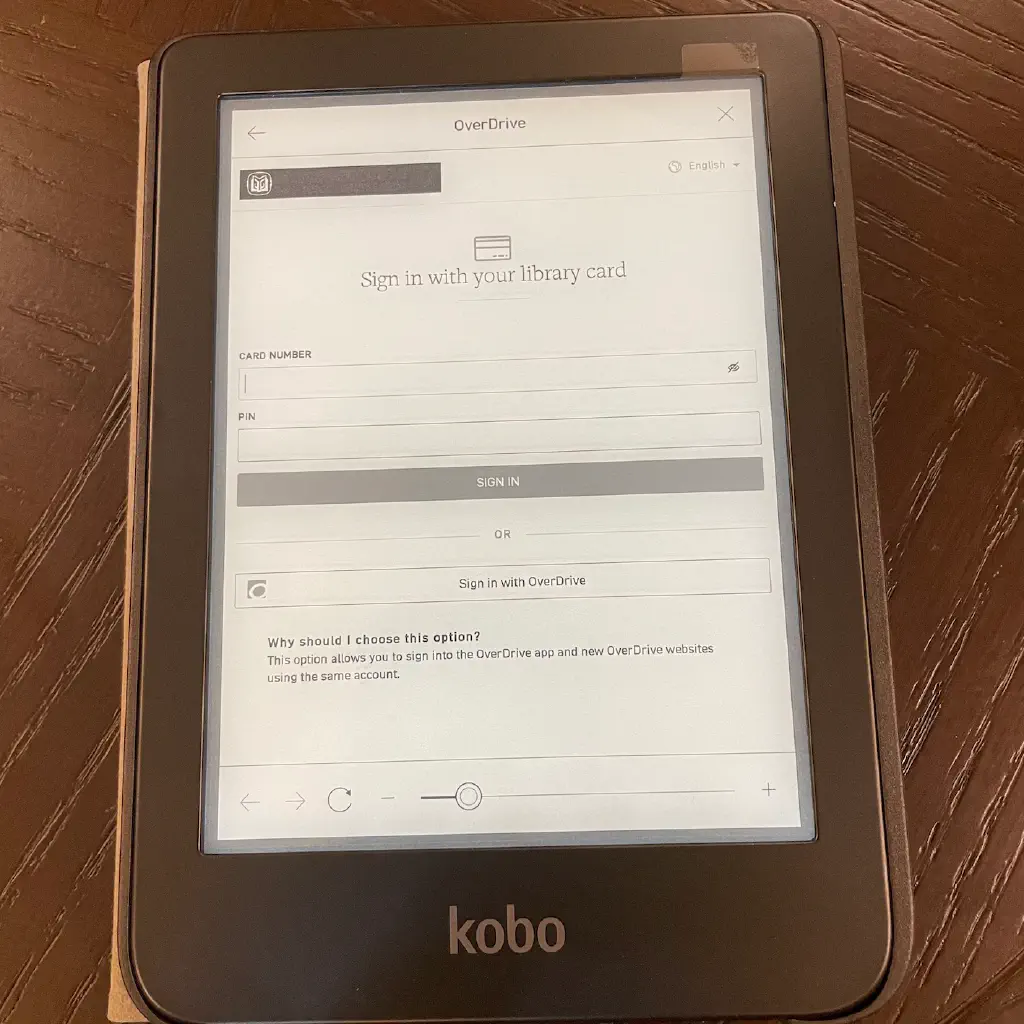 OverDrive
English
Sign in with your library card
CARD NUMBER
PIN
SIGN IN
OR
Sign in with OverDrive
Why should I choose this option?
This option allows you to sign into the OverDrive app and new OverDrive websites
using the same account.
kobo